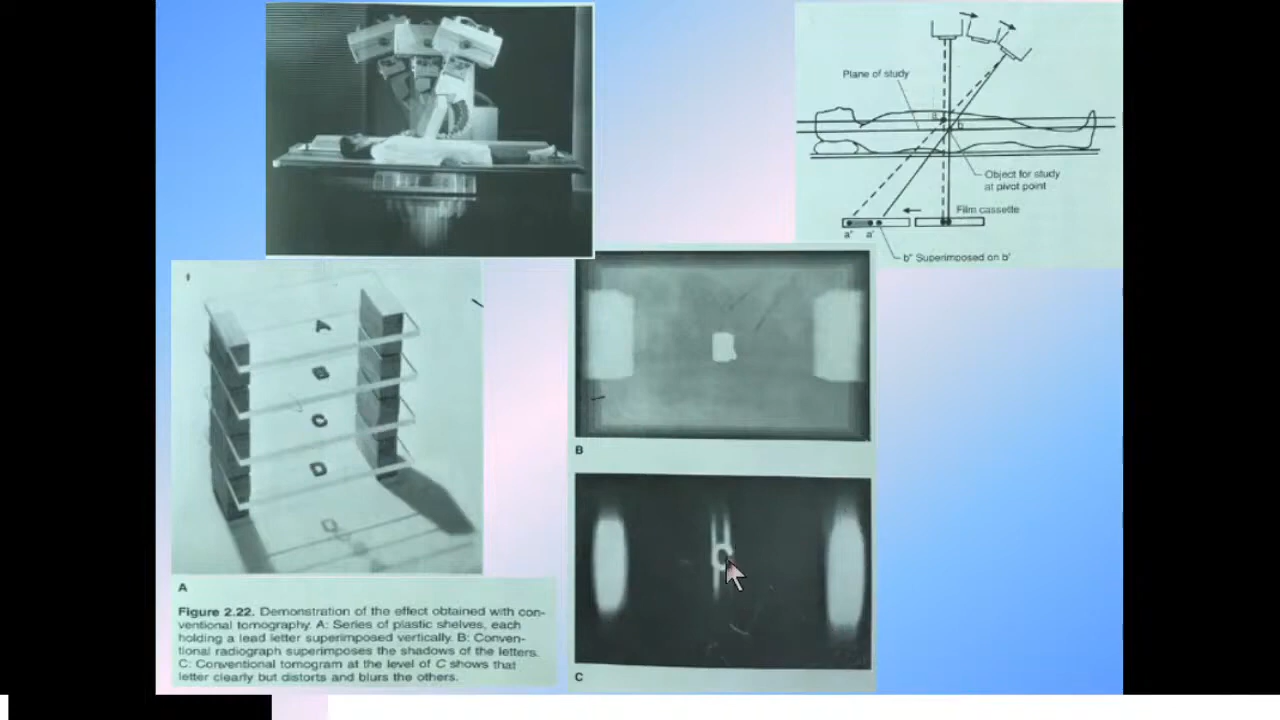 Plane of study
a
b
Object for study
at pivot point
Film cassette
a" a'
b" Superimposed on b'
A
B
C
D
A
B
C
Figure 2.22. Demonstration of the effect obtained with con-
ventional tomography. A: Series of plastic shelves, each
holding a lead letter superimposed vertically. B: Conven-
tional radiograph superimposes the shadows of the letters.
C: Conventional tomogram at the level of C shows that
letter clearly but distorts and blurs the others.
C